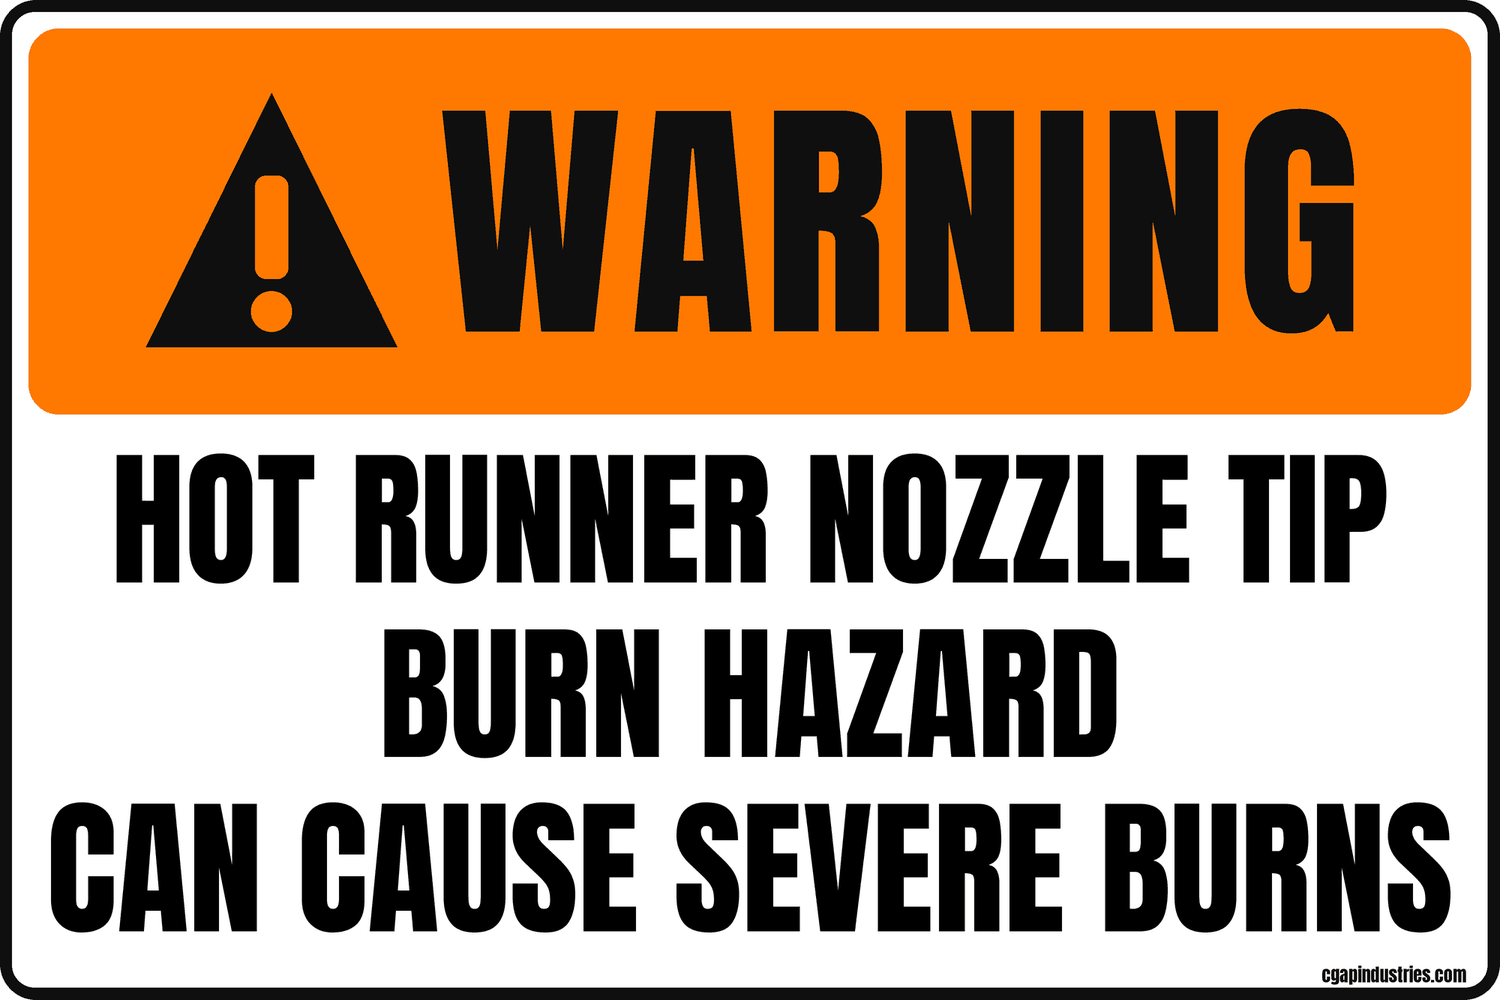 WARNING
HOT RUNNER NOZZLE TIP
BURN HAZARD
CAN CAUSE SEVERE BURNS
cgapindustries.com